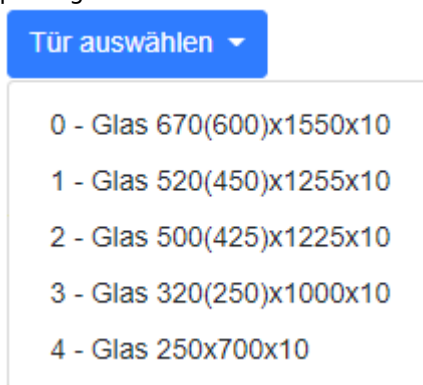 Tür auswählen
0 - Glas 670(600)x1550x10
1 - Glas 520(450)x1255x10
2 - Glas 500(425)x1225x10
3 - Glas 320(250)x1000x10
4 - Glas 250x700x10